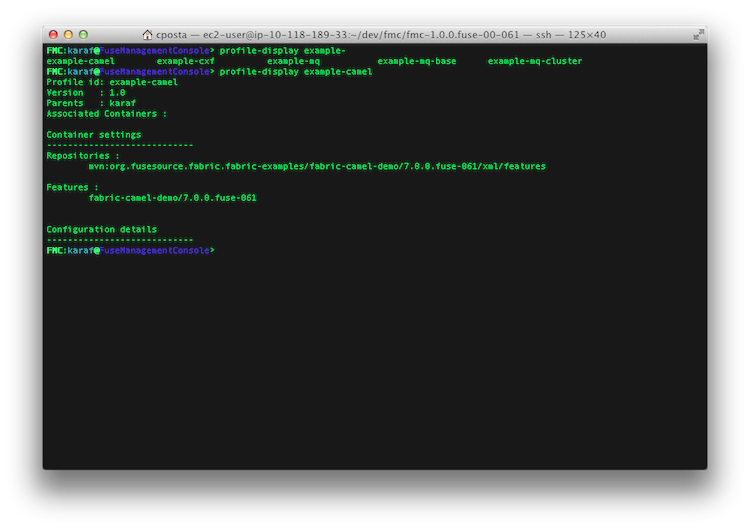 cposta — ec2-user@ip-10-118-189-33:~/dev/fmc/fmc-1.0.0.fuse-00-061 — ssh — 125×40
FMC:karaf@FuseManagementConsole> profile-display example-
example-camel example-cxf example-mq example-mq-base example-mq-cluster
FMC:karaf@FuseManagementConsole> profile-display example-camel
Profile id: example-camel
Version : 1.0
Parents : karaf
Associated Containers :
Container settings
----------------------------
Repositories :
mvn:org.fusesource.fabric.fabric-examples/fabric-camel-demo/7.0.0.fuse-061/xml/features
Features :
fabric-camel-demo/7.0.0.fuse-061
Configuration details
----------------------------
FMC:karaf@FuseManagementConsole>